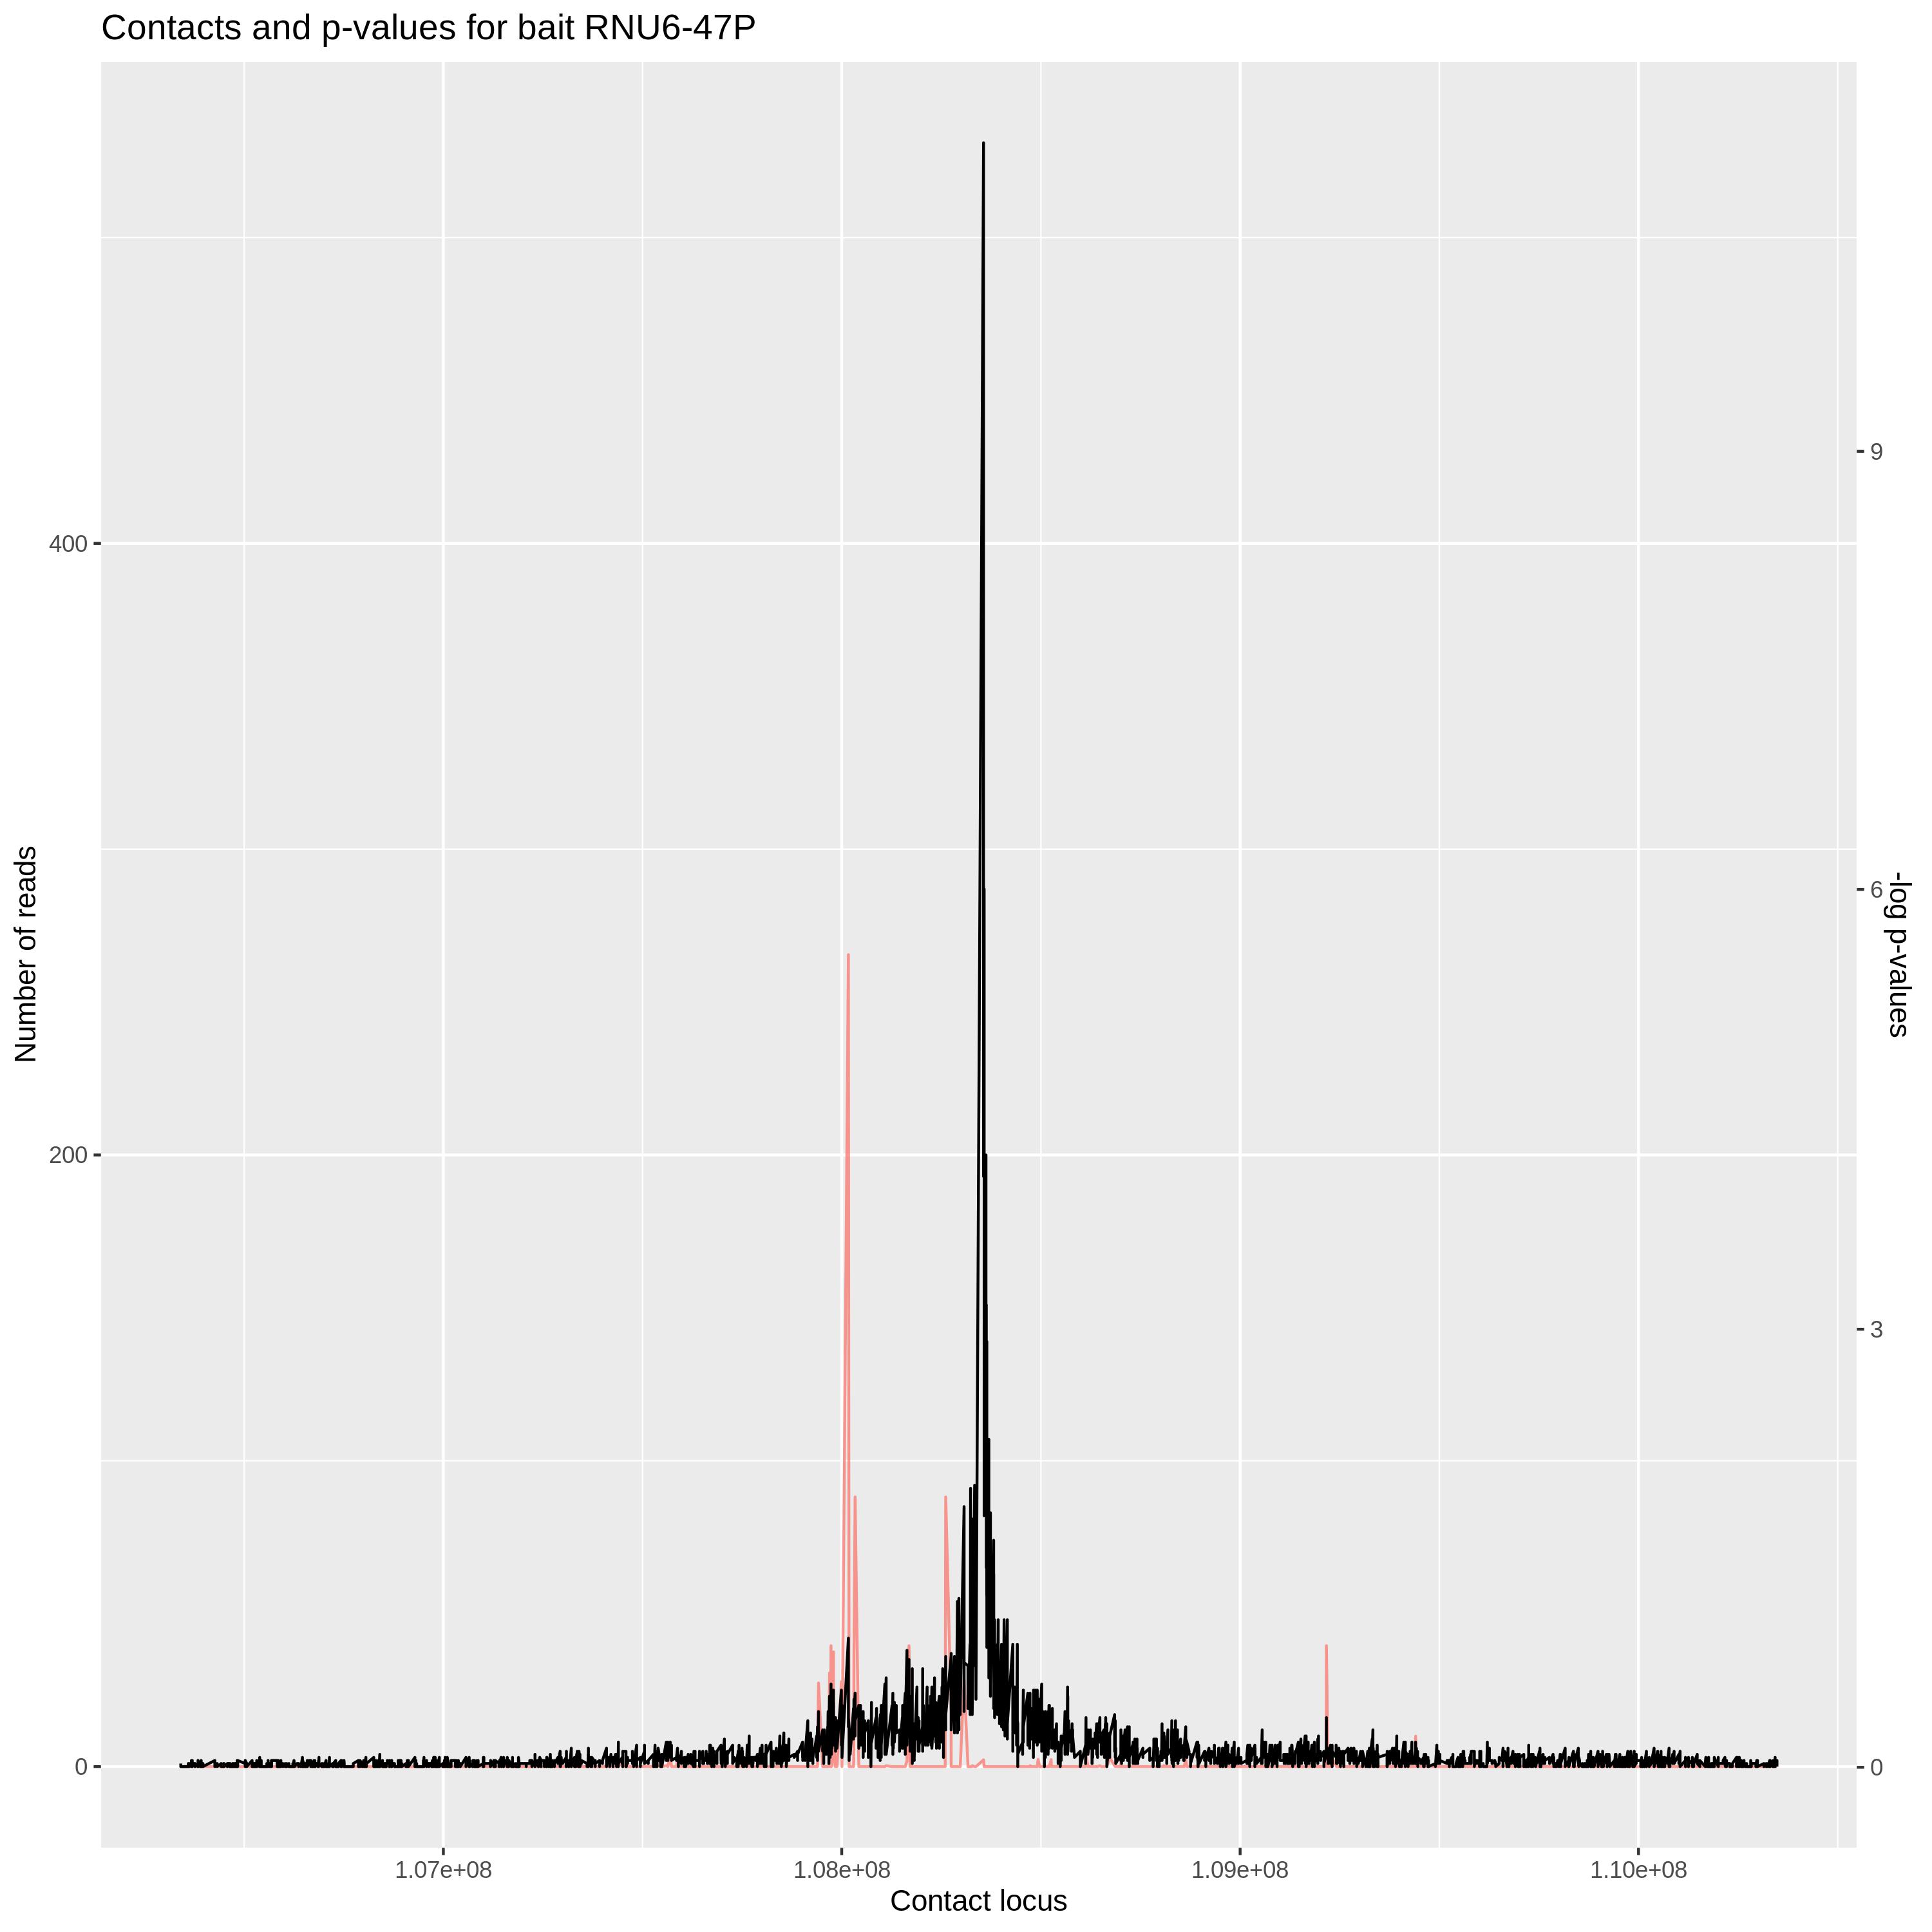 Contacts and p-values for bait RNU6-47P
Number of reads
400
200
0
9
6
3
0
-log p-values
1.07e+08
1.08e+08
1.09e+08
1.10e+08
Contact locus